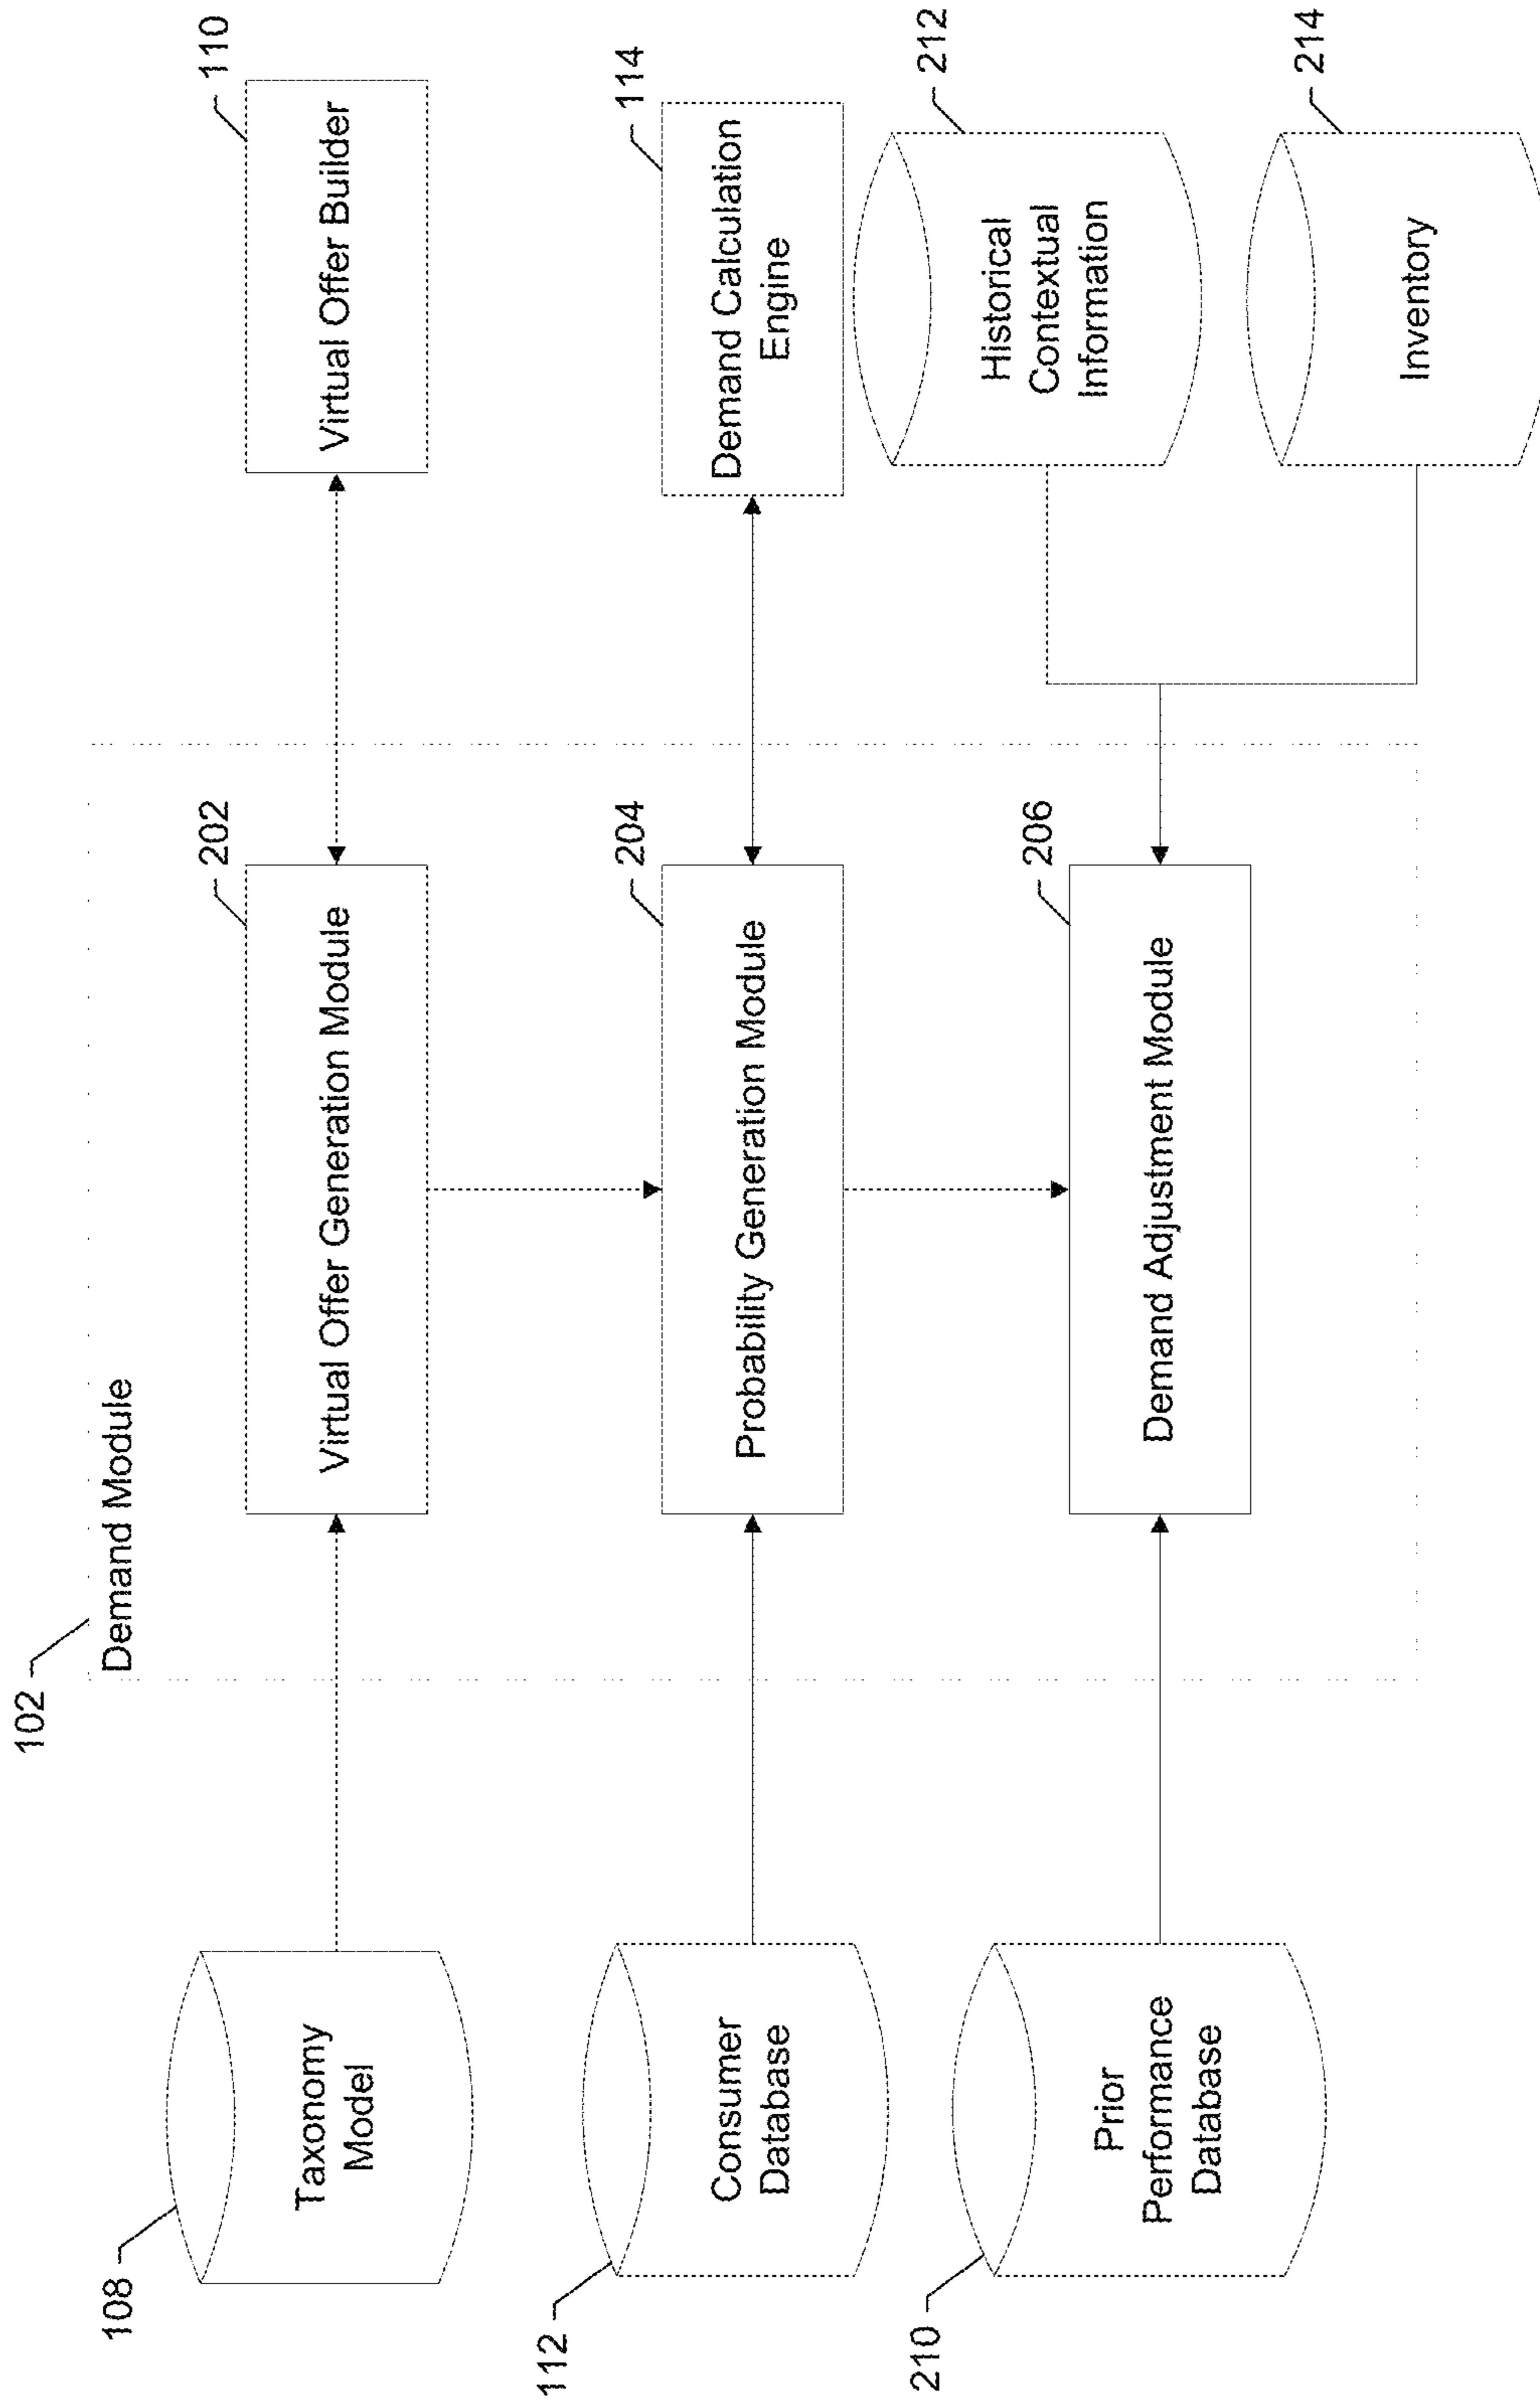 102
Demand Module
108
Taxonomy
Model
202
Virtual Offer Generation Module
110
Virtual Offer Builder
112
Consumer
Database
204
Probability Generation Module
114
Demand Calculation
Engine
210
Prior
Performance
Database
206
Demand Adjustment Module
212
Historical
Contextual
Information
214
Inventory